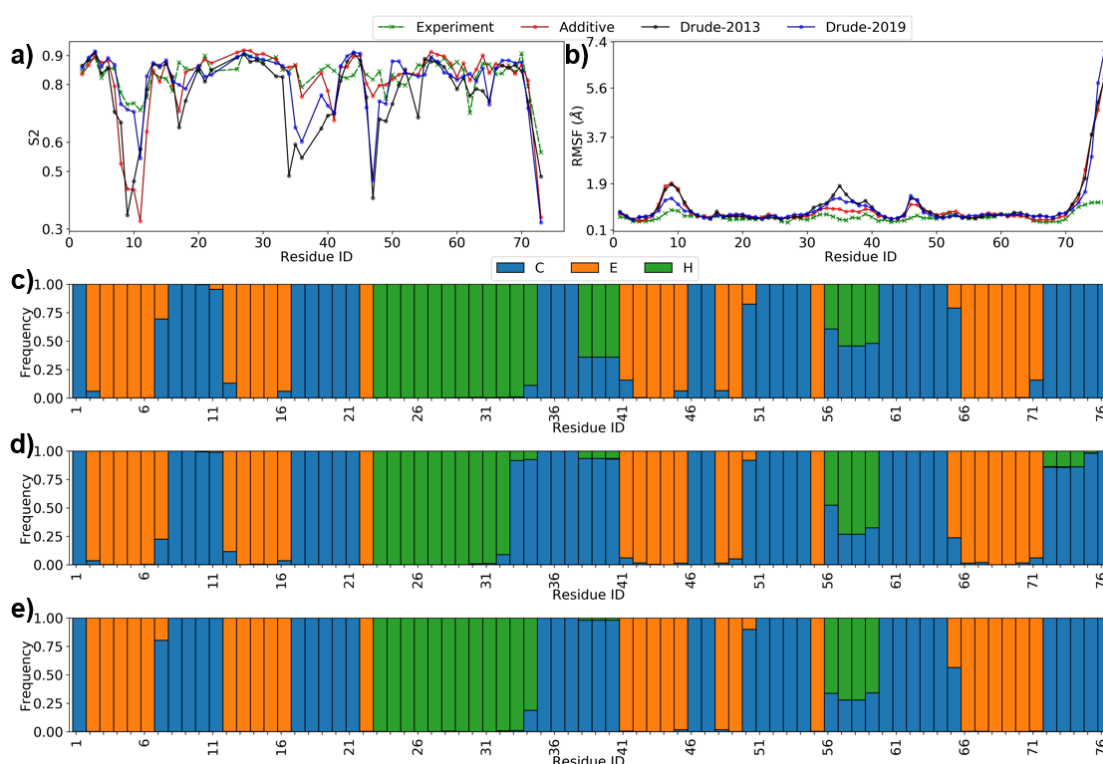 Experiment Additive Drude-2013 Drude-2019
a)
0.9
0.8
0.6
0.5
0.3
S2
0 10 20 30 40 50 60 70
Residue ID
b)
7.4
5.6
3.7
1.9
0.1
RMSF (Å)
0 10 20 30 40 50 60 70
Residue ID
C E H
c)
1.00
0.75
0.50
0.25
0.00
Frequency
1 6 11 16 21 26 31 36 41 46 51 56 61 66 71 76
Residue ID
d)
1.00
0.75
0.50
0.25
0.00
Frequency
1 6 11 16 21 26 31 36 41 46 51 56 61 66 71 76
Residue ID
e)
1.00
0.75
0.50
0.25
0.00
Frequency
1 6 11 16 21 26 31 36 41 46 51 56 61 66 71 76
Residue ID